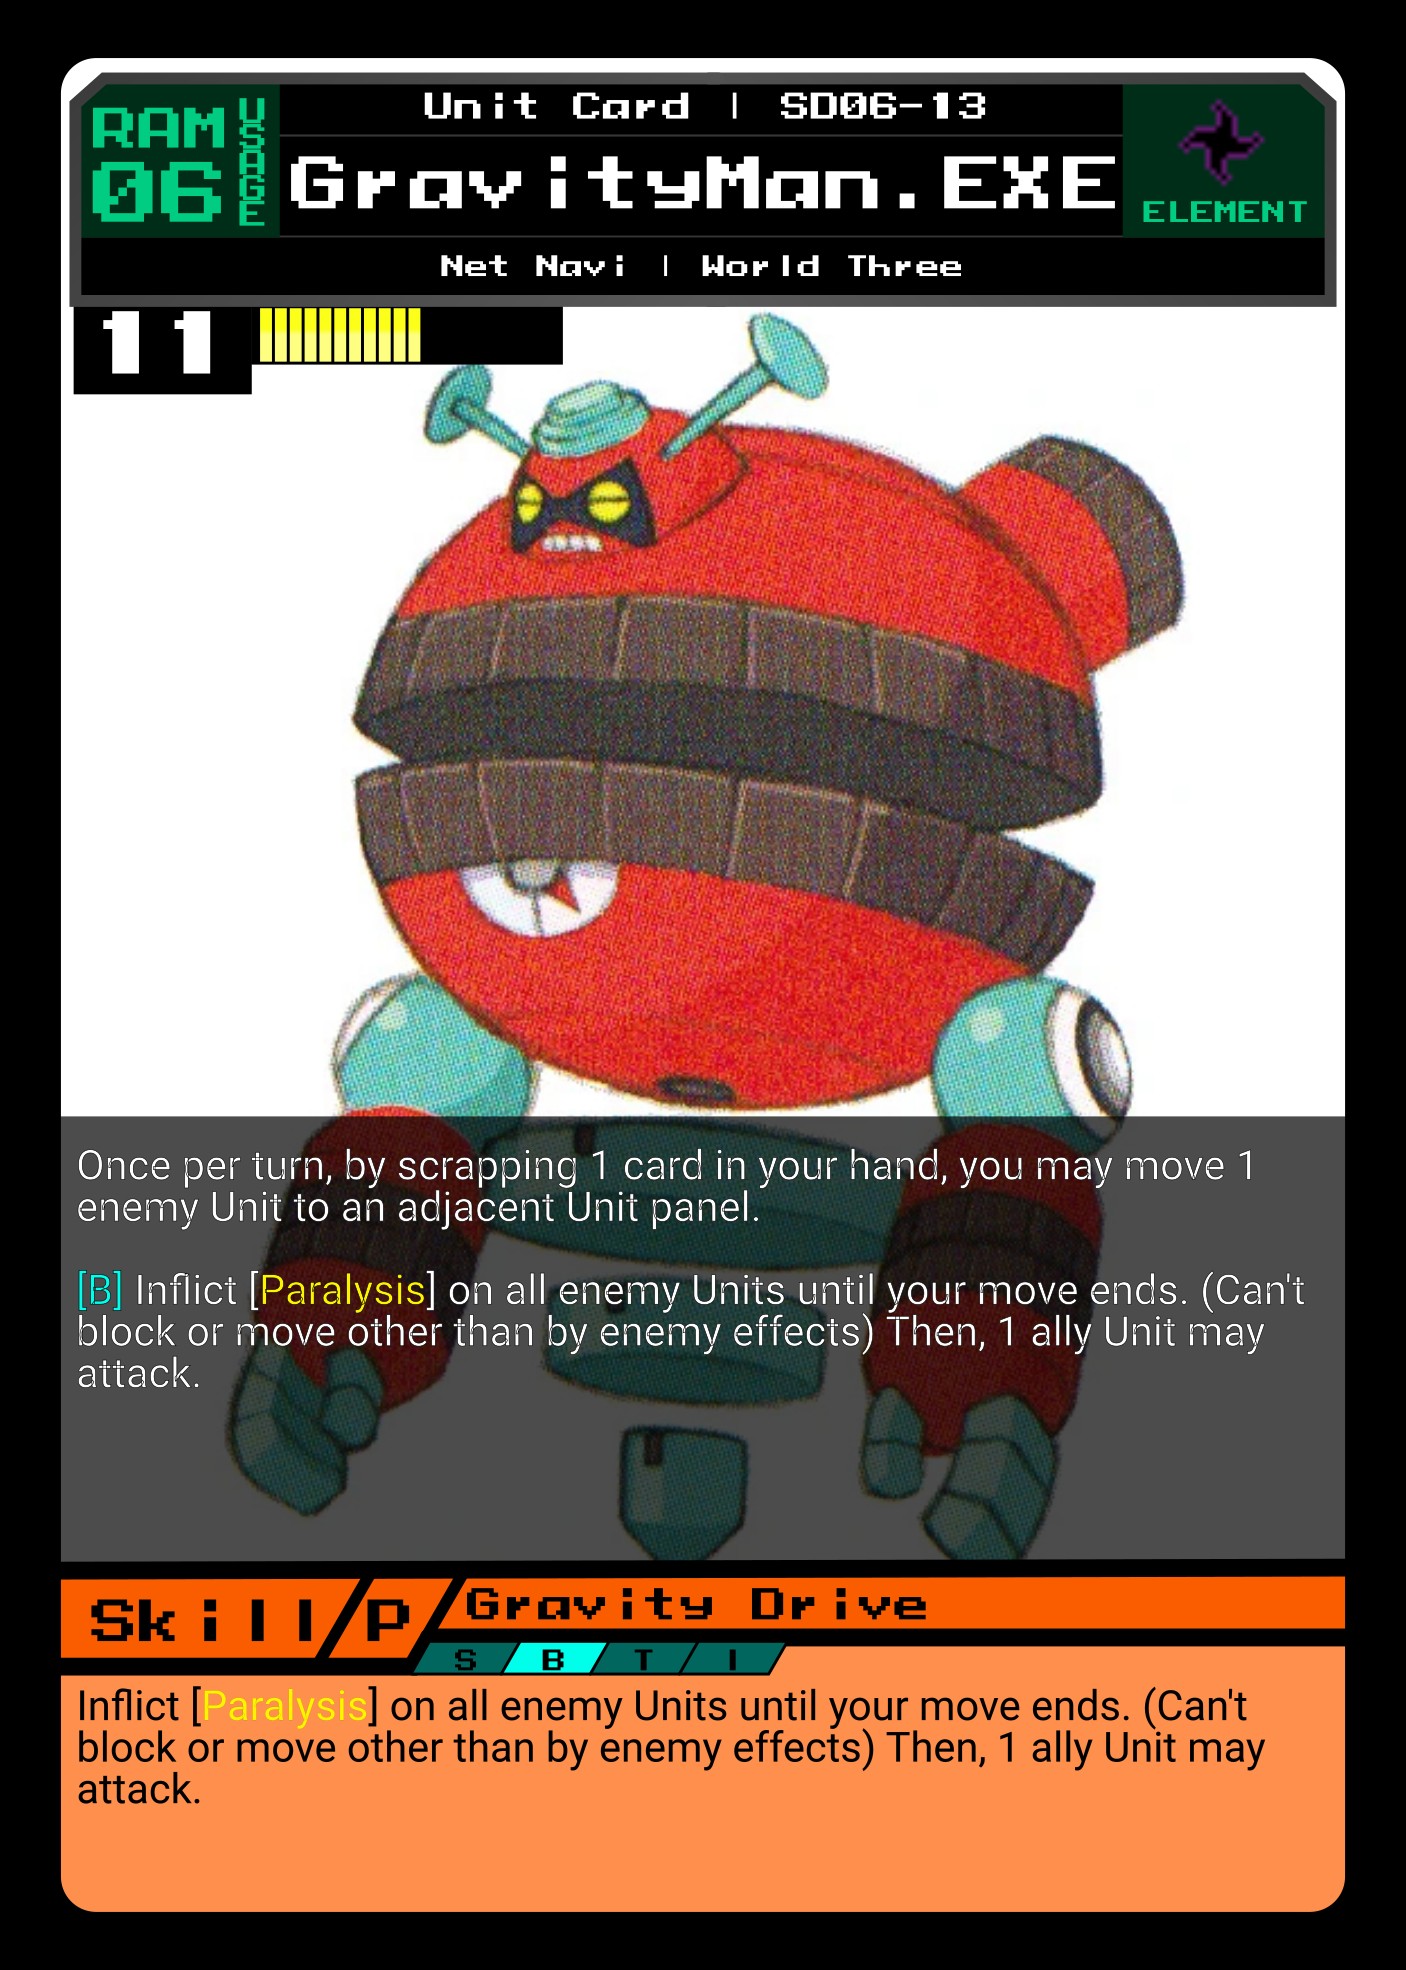 RAM
06
USAGE
Unit Card | SD06-13
GravityMan.EXE
ELEMENT
Net Navi | World Three
11
Once per turn, by scrapping 1 card in your hand, you may move 1
enemy Unit to an adjacent Unit panel.
[B] Inflict [Paralysis] on all enemy Units until your move ends. (Can't
block or move other than by enemy effects) Then, 1 ally Unit may
attack.
Skill/P/Gravity Drive
S B T I
Inflict [Paralysis] on all enemy Units until your move ends. (Can't
block or move other than by enemy effects) Then, 1 ally Unit may
attack.